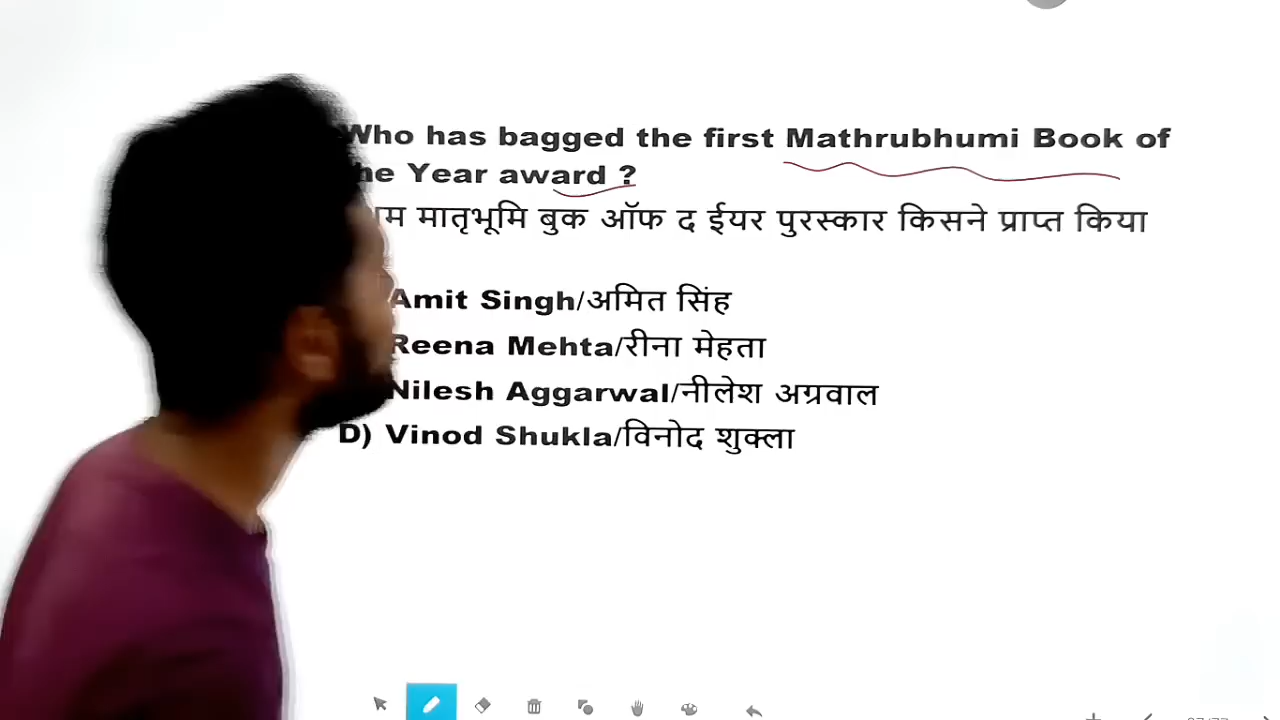 Who has bagged the first Mathrubhumi Book of
the Year award ?
मातृभूमि बुक ऑफ द ईयर पुरस्कार किसने प्राप्त किया
Amit Singh/अमित सिंह
Reena Mehta/रीना मेहता
Nilesh Aggarwal/नीलेश अग्रवाल
D) Vinod Shukla/विनोद शुक्ला